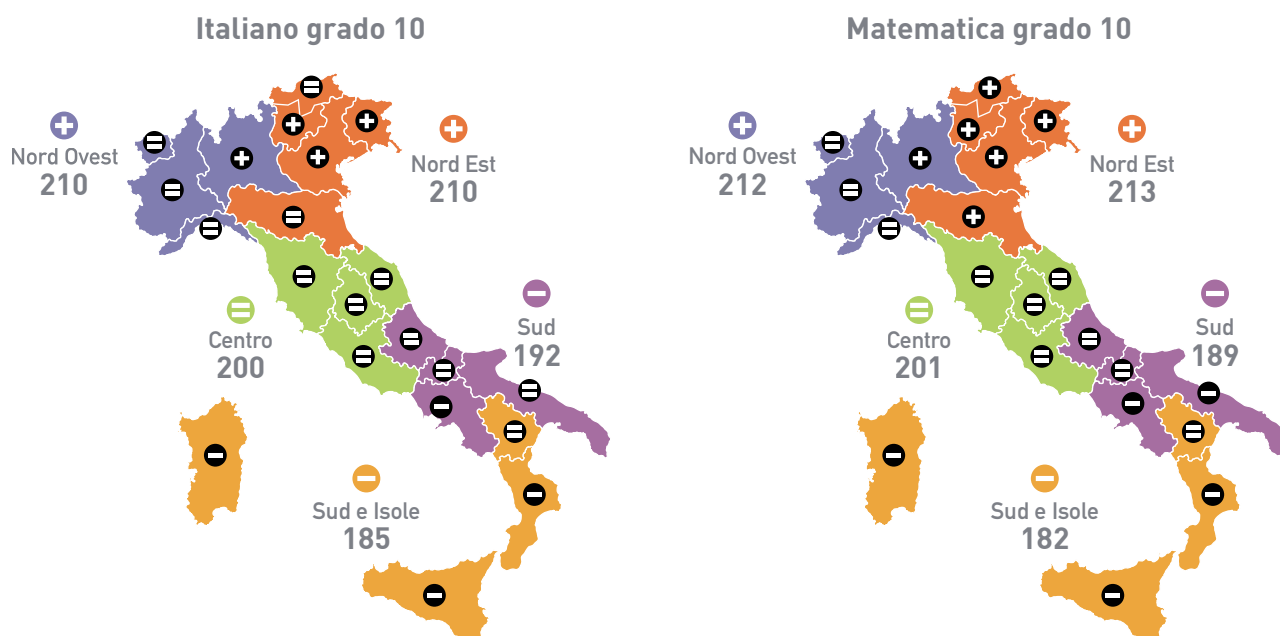 Italiano grado 10
Nord Ovest
210
Nord Est
210
Centro
200
Sud
192
Sud e Isole
185
Matematica grado 10
Nord Ovest
212
Nord Est
213
Centro
201
Sud
189
Sud e Isole
182